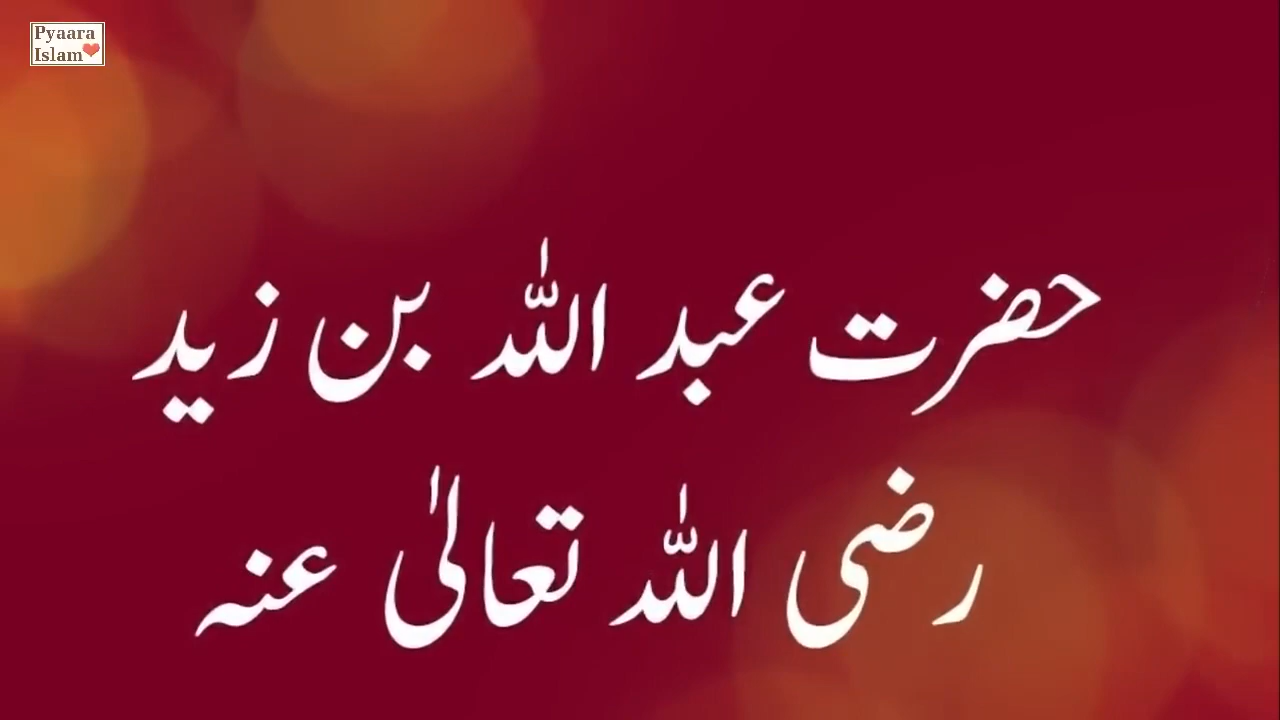 Pyaara
Islam
حضرت عبد اللہ بن زید
رضی اللہ تعالیٰ عنہ